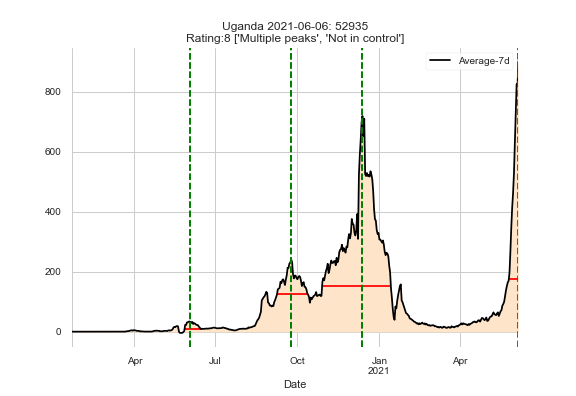 Uganda 2021-06-06: 52935
Rating:8 ['Multiple peaks', 'Not in control']
Average-7d
800
600
400
200
0
Apr
Jul
Oct
Jan
2021
Apr
Date